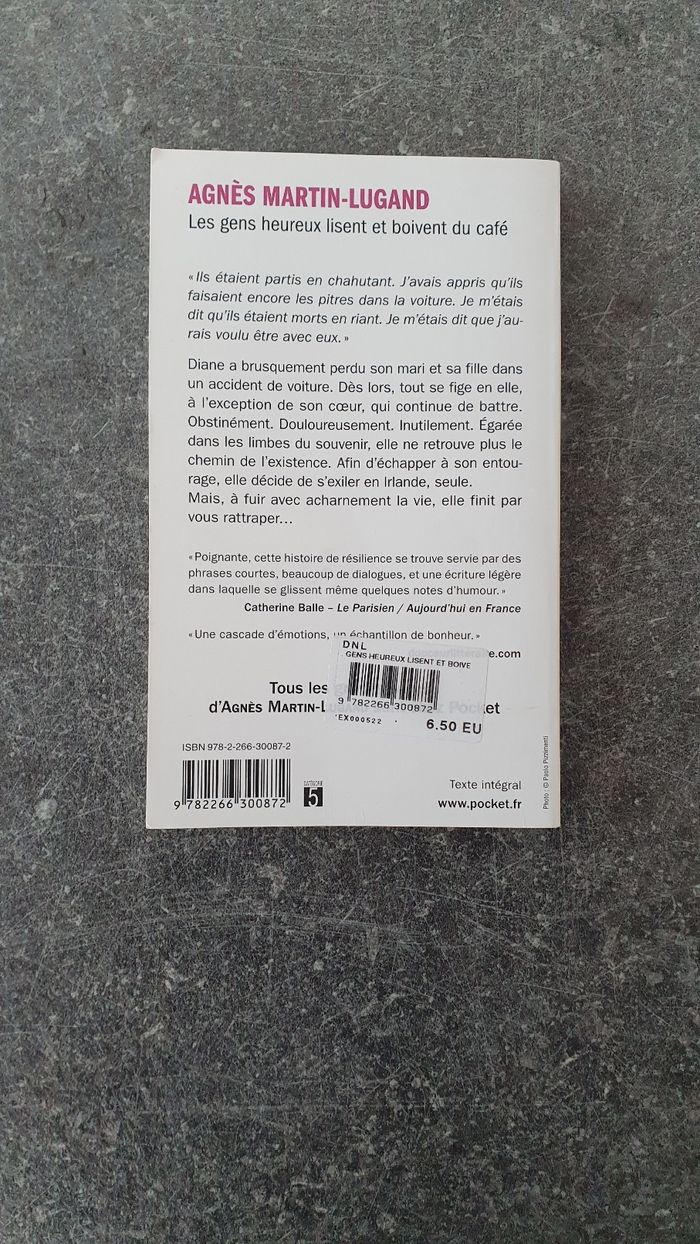 AGNÈS MARTIN-LUGAND
Les gens heureux lisent et boivent du café
« Ils étaient partis en chahutant. J'avais appris qu'ils
faisaient encore les pitres dans la voiture. Je m'étais
dit qu'ils étaient morts en riant. Je m'étais dit que j'au-
rais voulu être avec eux. »
Diane a brusquement perdu son mari et sa fille dans
un accident de voiture. Dès lors, tout se fige en elle,
à l'exception de son cœur, qui continue de battre.
Obstinément. Douloureusement. Inutilement. Égarée
dans les limbes du souvenir, elle ne retrouve plus le
chemin de l'existence. Afin d'échapper à son entou-
rage, elle décide de s'exiler en Irlande, seule.
Mais, à fuir avec acharnement la vie, elle finit par
vous rattraper…
« Poignante, cette histoire de résilience se trouve servie par des
phrases courtes, beaucoup de dialogues, et une écriture légère
dans laquelle se glissent même quelques notes d'humour. »
Catherine Balle – Le Parisien / Aujourd'hui en France
« Une cascade d'émotions, un échantillon de bonheur. »
e.com
DNL
GENS HEUREUX LISENT ET BOIVE
9 782266 300872
EX000522
6.50 EU
Tous les
d'AGNÈS MARTIN-L Pocket
ISBN 978-2-266-30087-2
9 782266 300872
5
Texte intégral
www.pocket.fr
Photo : © Paolo Pizzimenti